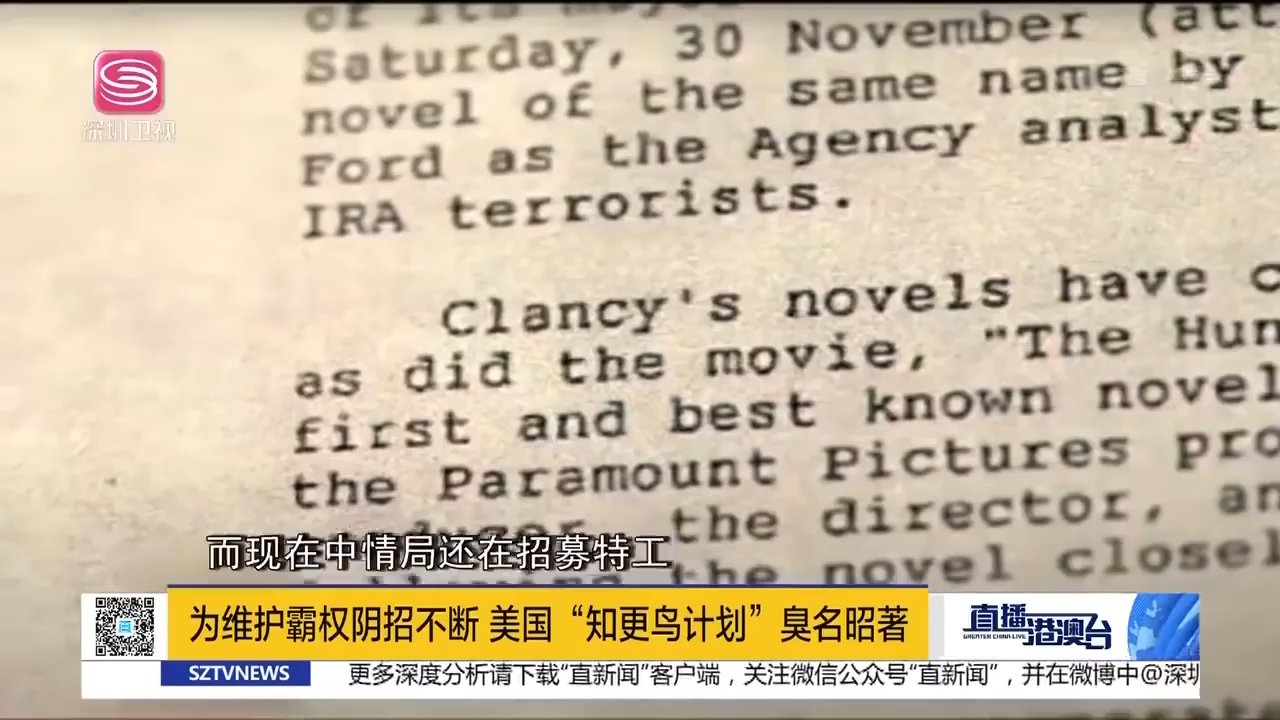 of its
Saturday, 30 November (att
novel of the same name by
Ford as the Agency analyst
IRA terrorists.
Clancy's novels have
as did the movie, "The Hun
first and best known novel
the Paramount Pictures pro
the director, an
the novel closel
深圳卫视
而现在中情局还在招募特工
为维护霸权阴招不断 美国“知更鸟计划”臭名昭著
直播港澳台
GREATER CHINA LIVE
SZTVNEWS
更多深度分析请下载“直新闻”客户端，关注微信公众号“直新闻”，并在微博中@深圳